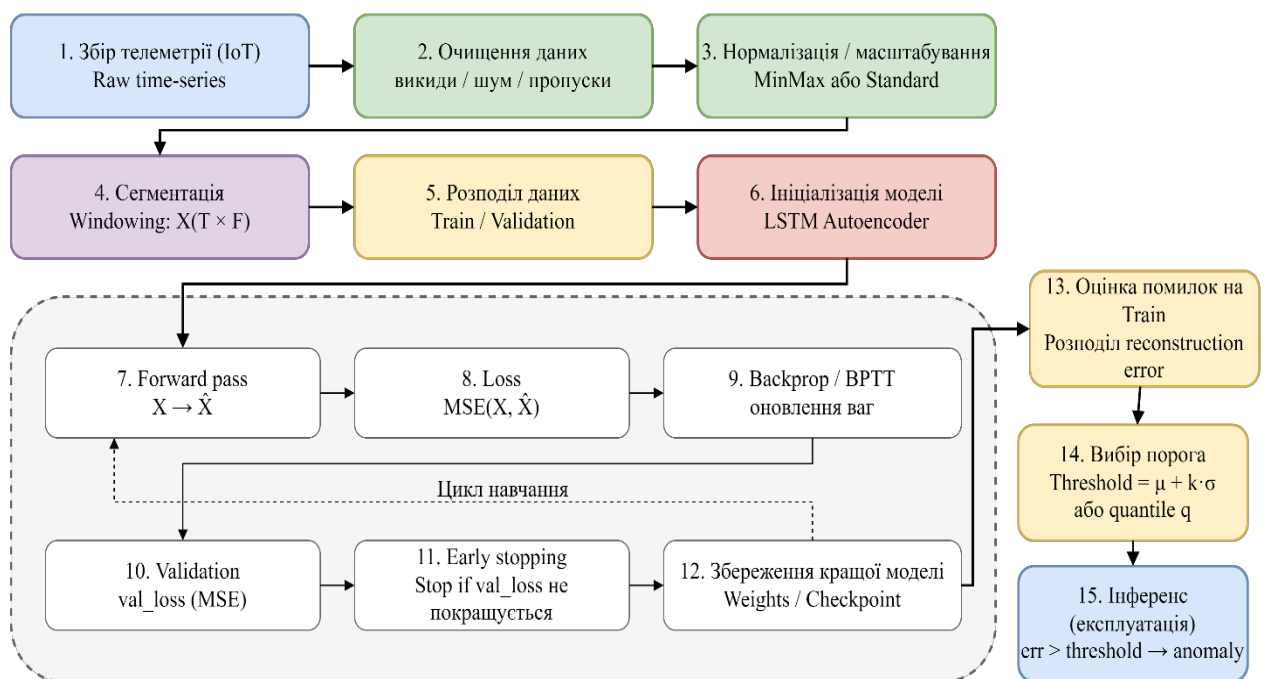 1. Збір телеметрії (IoT)
Raw time-series
2. Очищення даних
викиди / шум / пропуски
3. Нормалізація / масштабування
MinMax або Standard
4. Сегментація
Windowing: X(T × F)
5. Розподіл даних
Train / Validation
6. Ініціалізація моделі
LSTM Autoencoder
7. Forward pass
X → X̂
8. Loss
MSE(X, X̂)
9. Backprop / BPTT
оновлення ваг
Цикл навчання
10. Validation
val_loss (MSE)
11. Early stopping
Stop if val_loss не
покращується
12. Збереження кращої моделі
Weights / Checkpoint
13. Оцінка помилок на
Train
Розподіл reconstruction
error
14. Вибір порога
Threshold = μ + k·σ
або quantile q
15. Інференс
(експлуатація)
err > threshold → anomaly